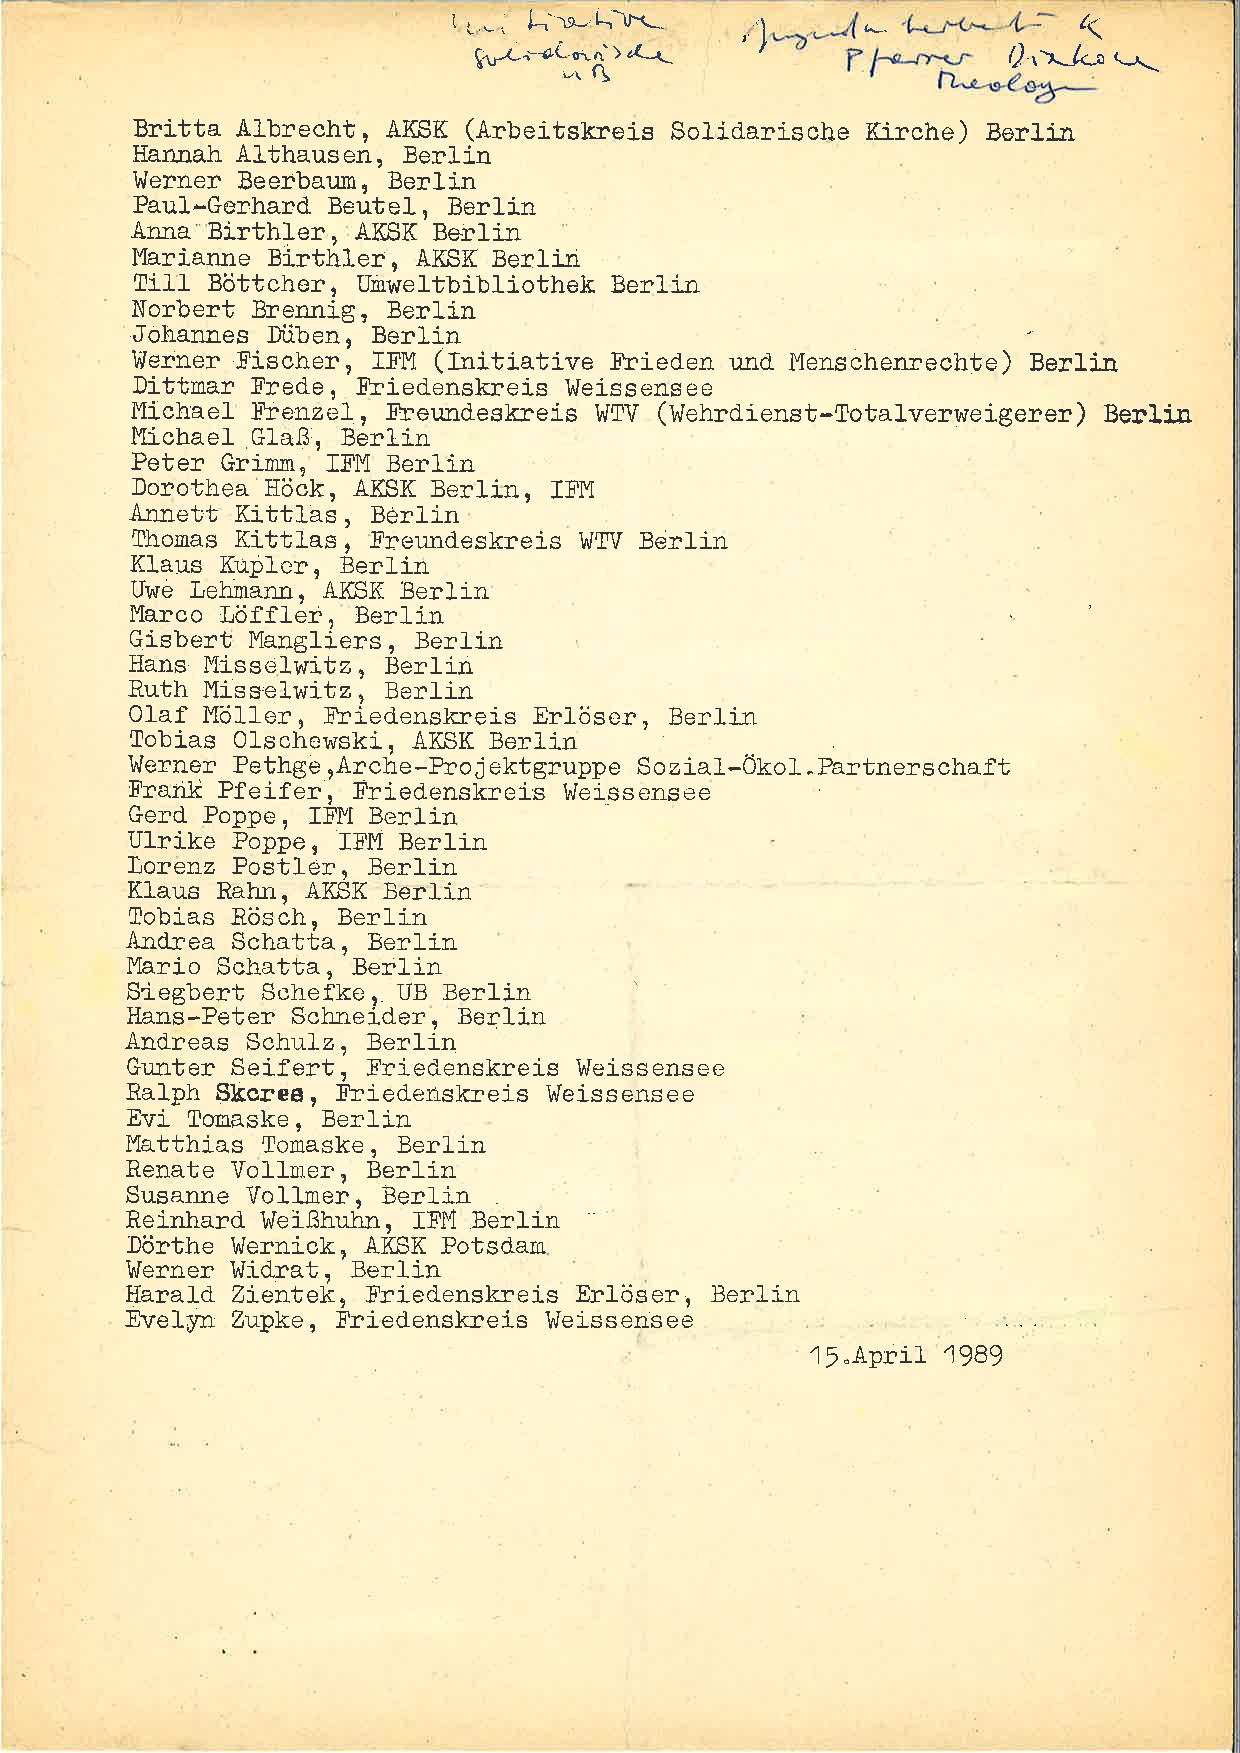 Initiative
solidarische
UB
Pfarrer Diakone
Theologe
Britta Albrecht, AKSK (Arbeitskreis Solidarische Kirche) Berlin
Hannah Althausen, Berlin
Werner Beerbaum, Berlin
Paul-Gerhard Beutel, Berlin
Anna Birthler, AKSK Berlin
Marianne Birthler, AKSK Berlin
Till Böttcher, Umweltbibliothek Berlin
Norbert Brennig, Berlin
Johannes Düben, Berlin
Werner Fischer, IFM (Initiative Frieden und Menschenrechte) Berlin
Dittmar Frede, Friedenskreis Weissensee
Michael Frenzel, Freundeskreis WTV (Wehrdienst-Totalverweigerer) Berlin
Michael Glaß, Berlin
Peter Grimm, IFM Berlin
Dorothea Höck, AKSK Berlin, IFM
Annett Kittlas, Berlin
Thomas Kittlas, Freundeskreis WTV Berlin
Klaus Kupler, Berlin
Uwe Lehmann, AKSK Berlin
Marco Löffler, Berlin
Gisbert Mangliers, Berlin
Hans Misselwitz, Berlin
Ruth Misselwitz, Berlin
Olaf Möller, Friedenskreis Erlöser, Berlin
Tobias Olschewski, AKSK Berlin
Werner Pethge,Arche-Projektgruppe Sozial-Ökol.Partnerschaft
Frank Pfeifer, Friedenskreis Weissensee
Gerd Poppe, IFM Berlin
Ulrike Poppe, IFM Berlin
Lorenz Postler, Berlin
Klaus Rahn, AKSK Berlin
Tobias Rösch, Berlin
Andrea Schatta, Berlin
Mario Schatta, Berlin
Siegbert Schefke, UB Berlin
Hans-Peter Schneider, Berlin
Andreas Schulz, Berlin
Gunter Seifert, Friedenskreis Weissensee
Ralph Friedenskreis Weissensee
Evi Tomaske, Berlin
Matthias Tomaske, Berlin
Renate Vollmer, Berlin
Susanne Vollmer, Berlin
Reinhard Weißhuhn, IFM Berlin
Dörthe Wernick, AKSK Potsdam
Werner Widrat, Berlin
Harald Zientek, Friedenskreis Erlöser, Berlin
Evelyn Zupke, Friedenskreis Weissensee
15.April 1989